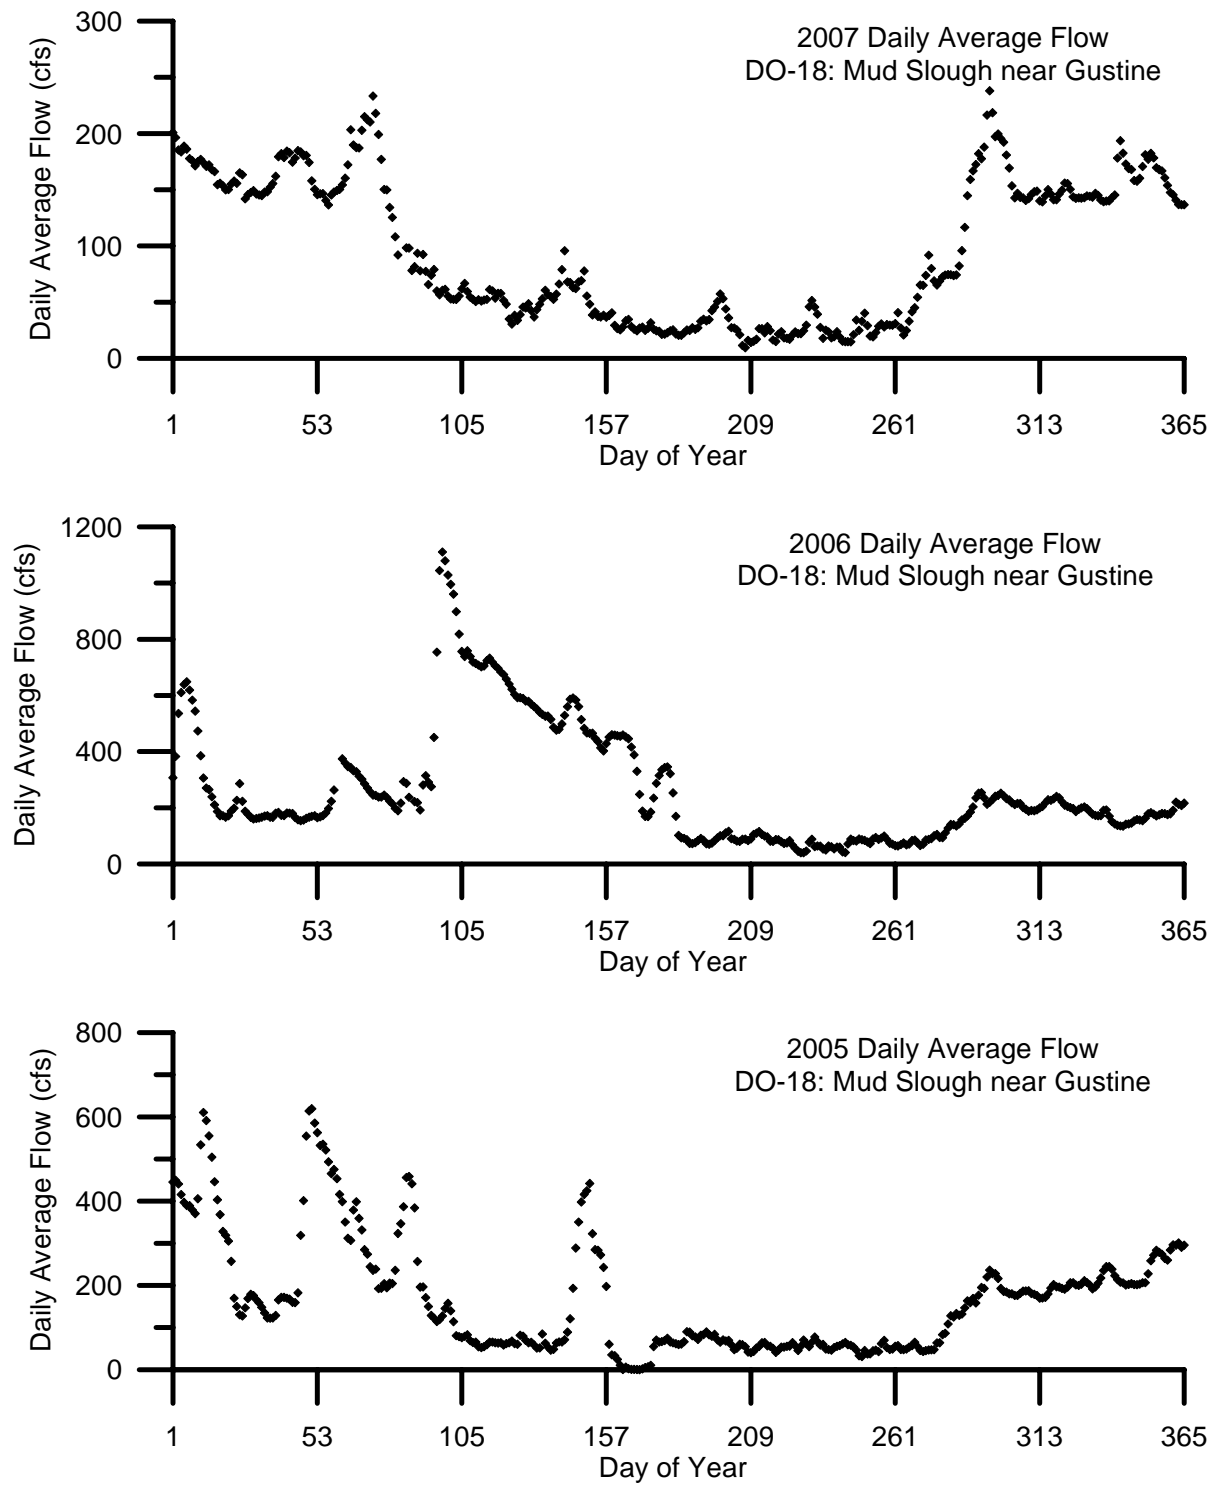 2007 Daily Average Flow
DO-18: Mud Slough near Gustine
Daily Average Flow (cfs)
300
200
100
0
1 53 105 157 209 261 313 365
Day of Year
2006 Daily Average Flow
DO-18: Mud Slough near Gustine
Daily Average Flow (cfs)
1200
800
400
0
1 53 105 157 209 261 313 365
Day of Year
2005 Daily Average Flow
DO-18: Mud Slough near Gustine
Daily Average Flow (cfs)
800
600
400
200
0
1 53 105 157 209 261 313 365
Day of Year